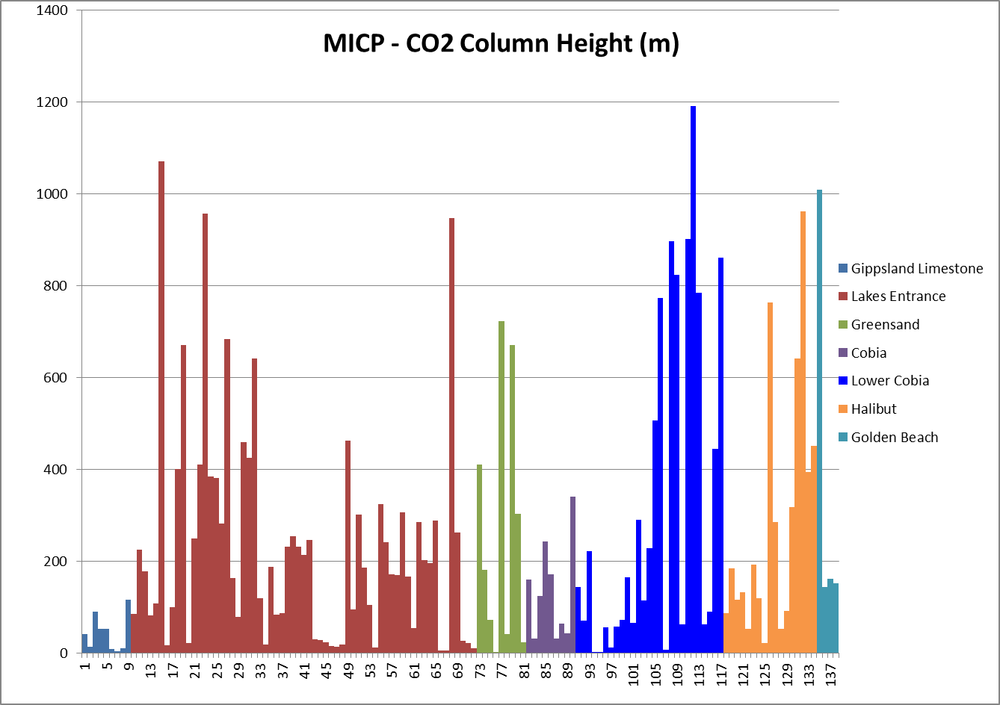 MICP - CO2 Column Height (m)
1400
1200
1000
800
600
400
200
0
1 5 9 13 17 21 25 29 33 37 41 45 49 53 57 61 65 69 73 77 81 85 89 93 97 101 105 109 113 117 121 125 129 133 137
Gippsland Limestone
Lakes Entrance
Greensand
Cobia
Lower Cobia
Halibut
Golden Beach